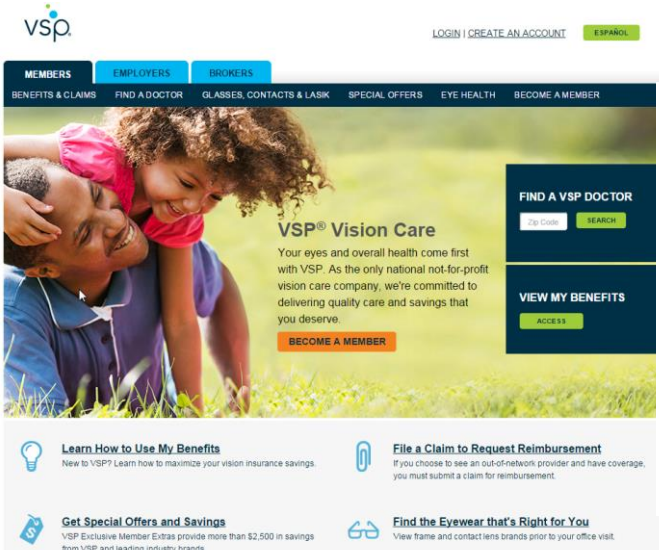 vsp.
LOGIN | CREATE AN ACCOUNT
ESPAÑOL
MEMBERS
EMPLOYERS
BROKERS
BENEFITS & CLAIMS
FIND A DOCTOR
GLASSES, CONTACTS & LASIK
SPECIAL OFFERS
EYE HEALTH
BECOME A MEMBER
VSP® Vision Care
Your eyes and overall health come first
with VSP. As the only national not-for-profit
vision care company, we're committed to
delivering quality care and savings that
you deserve.
BECOME A MEMBER
FIND A VSP DOCTOR
Zip Code
SEARCH
VIEW MY BENEFITS
ACCESS
Learn How to Use My Benefits
New to VSP? Learn how to maximize your vision insurance savings.
File a Claim to Request Reimbursement
If you choose to see an out-of-network provider and have coverage,
you must submit a claim for reimbursement.
$
Get Special Offers and Savings
VSP Exclusive Member Extras provide more than $2,500 in savings
from VSP and leading industry brands.
Find the Eyewear that's Right for You
View frame and contact lens brands prior to your office visit.